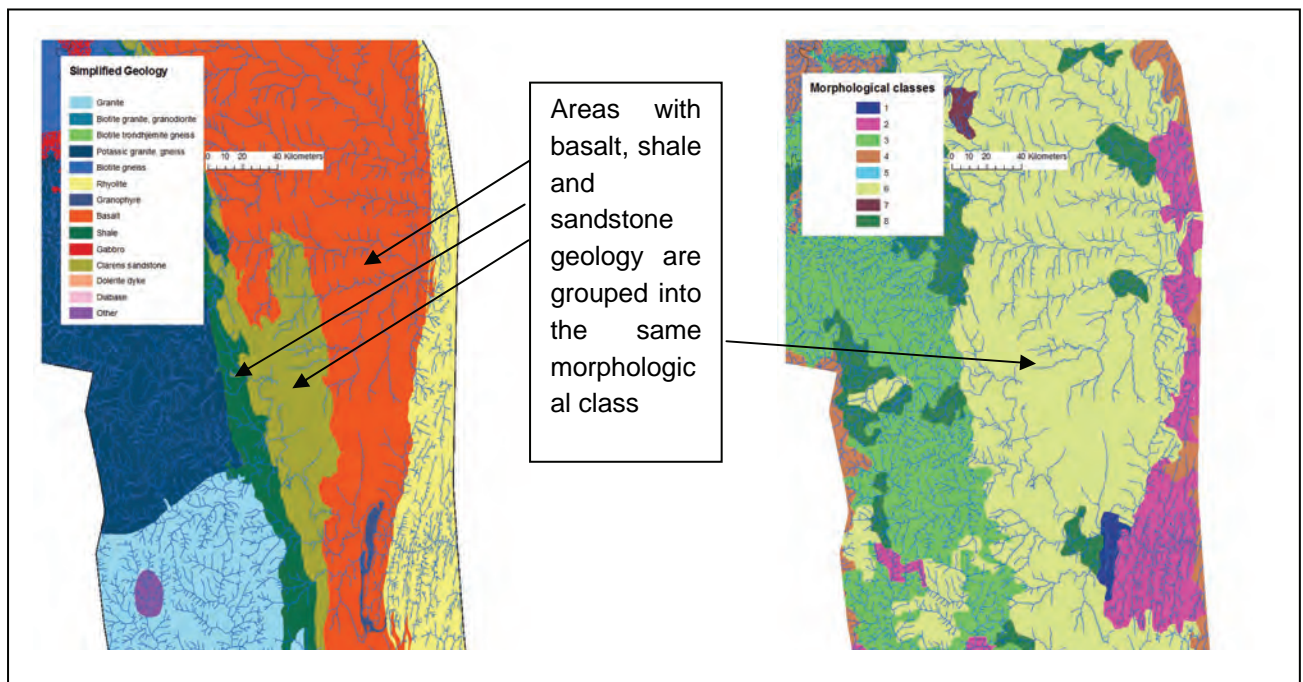 Simplified Geology
Granite
Biotite granite, granodiorite
Biotite trondhjemite gneiss
Potassic granite, gneiss
Biotite gneiss
Rhyolite
Granophyre
Basalt
Shale
Gabbro
Clarens sandstone
Dolerite dyke
Diabase
Other
0 10 20 40 Kilometers
Areas with
basalt, shale
and
sandstone
geology are
grouped into
the same
morphologic
al class
Morphological classes
1
2
3
4
5
6
7
8
0 10 20 40 Kilometers